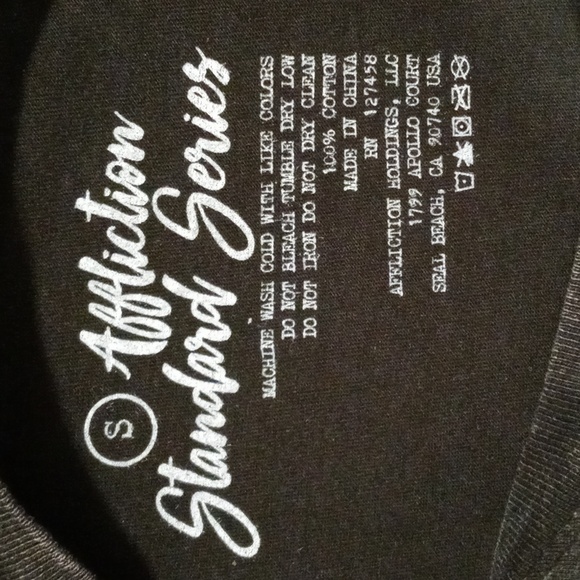 S
Affliction
Standard Series
MACHINE WASH COLD WITH LIKE COLORS
DO NOT BLEACH TUMBLE DRY LOW
DO NOT IRON DO NOT DRY CLEAN
100% COTTON
MADE IN CHINA
RN 127458
AFFLICTION HOLDINGS, LLC
1799 APOLLO COURT
SEAL BEACH, CA 90740 USA